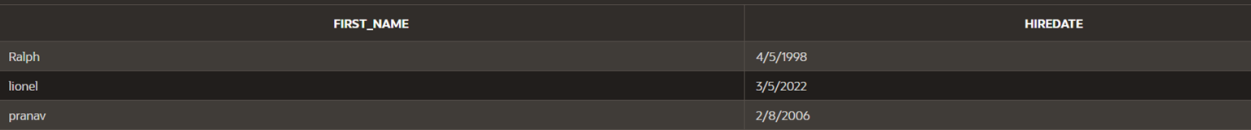 FIRST_NAME HIREDATE
Ralph 4/5/1998
lionel 3/5/2022
pranav 2/8/2006